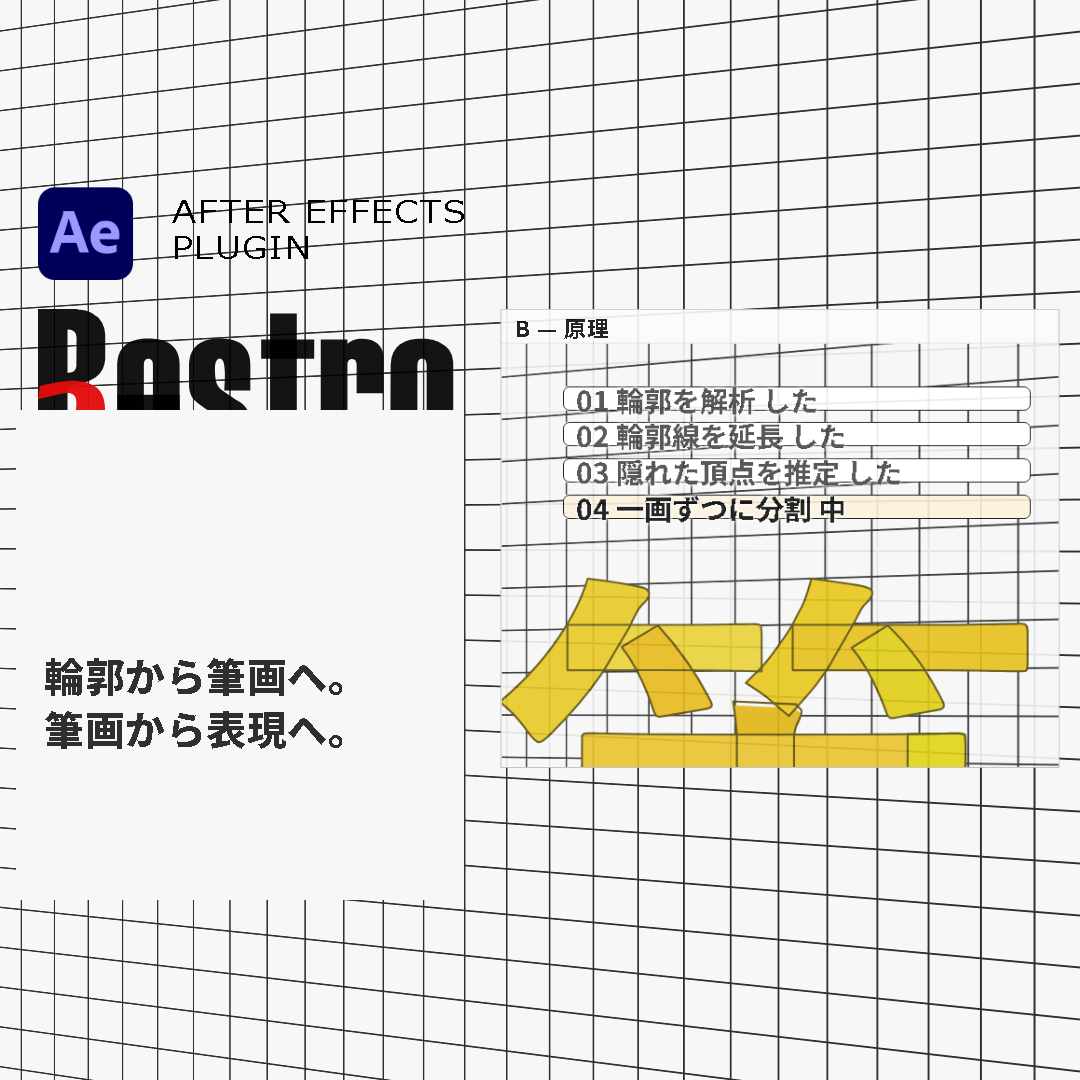 Ae
AFTER EFFECTS
PLUGIN
B — 原理
01 輪郭を解析 した
02 輪郭線を延長 した
03 隠れた頂点を推定 した
04 一画ずつに分割 中
輪郭から筆画へ。
筆画から表現へ。